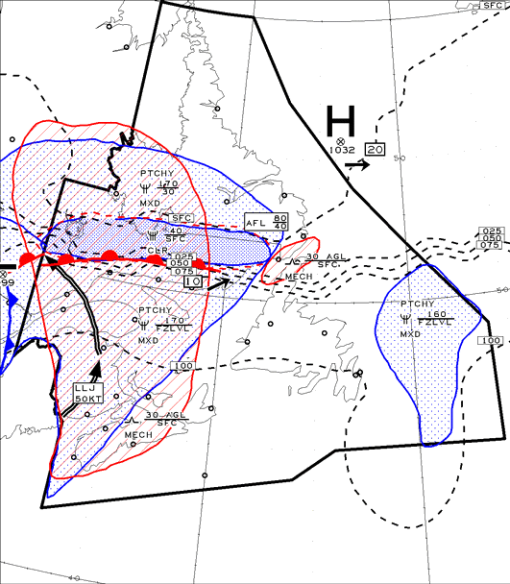 SFC
H
1032
20
50
PTCHY
170
30
MXD
SFC
AFL 80
40
40
SFC
025
050
075
025
050
075
10
99
30 AGL
SFC
MECH
50
PTCHY
170
FZLVL
MXD
PTCHY
160
FZLVL
MXD
100
100
LLJ
50KT
30 AGL
SFC
MECH
40